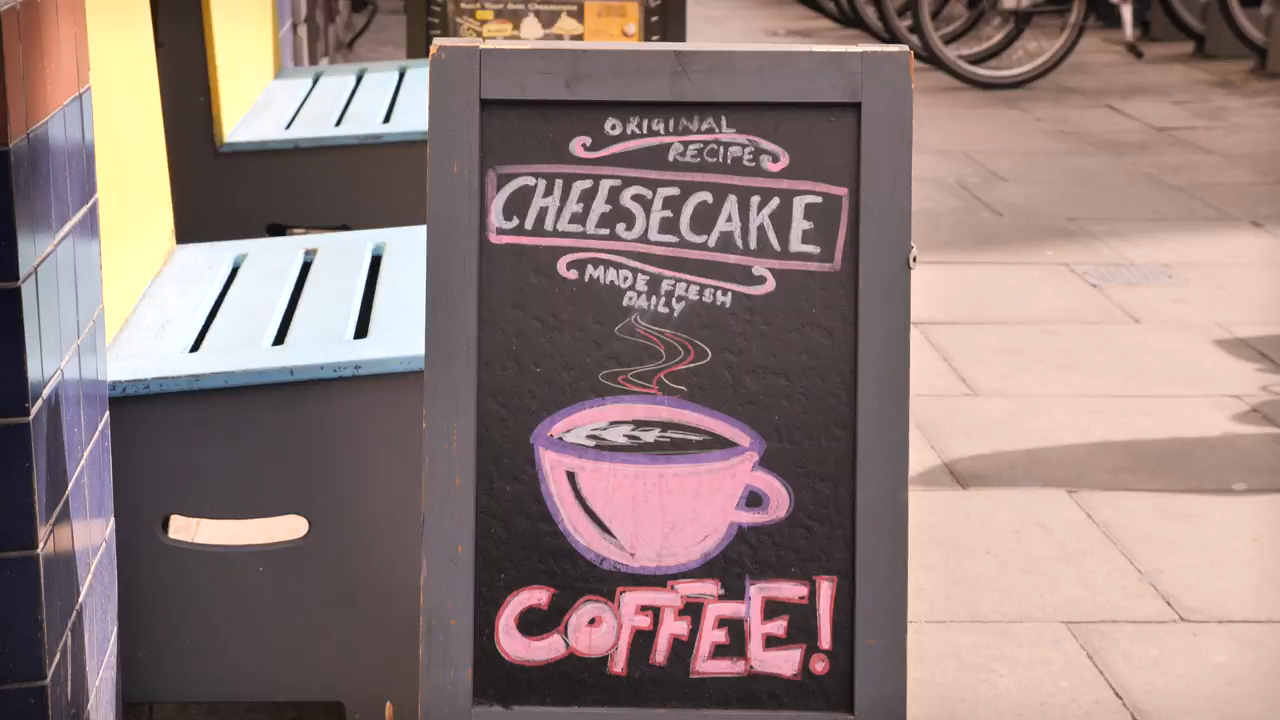 ORIGINAL
RECIPE
CHEESECAKE
MADE FRESH
DAILY
COFFEE!